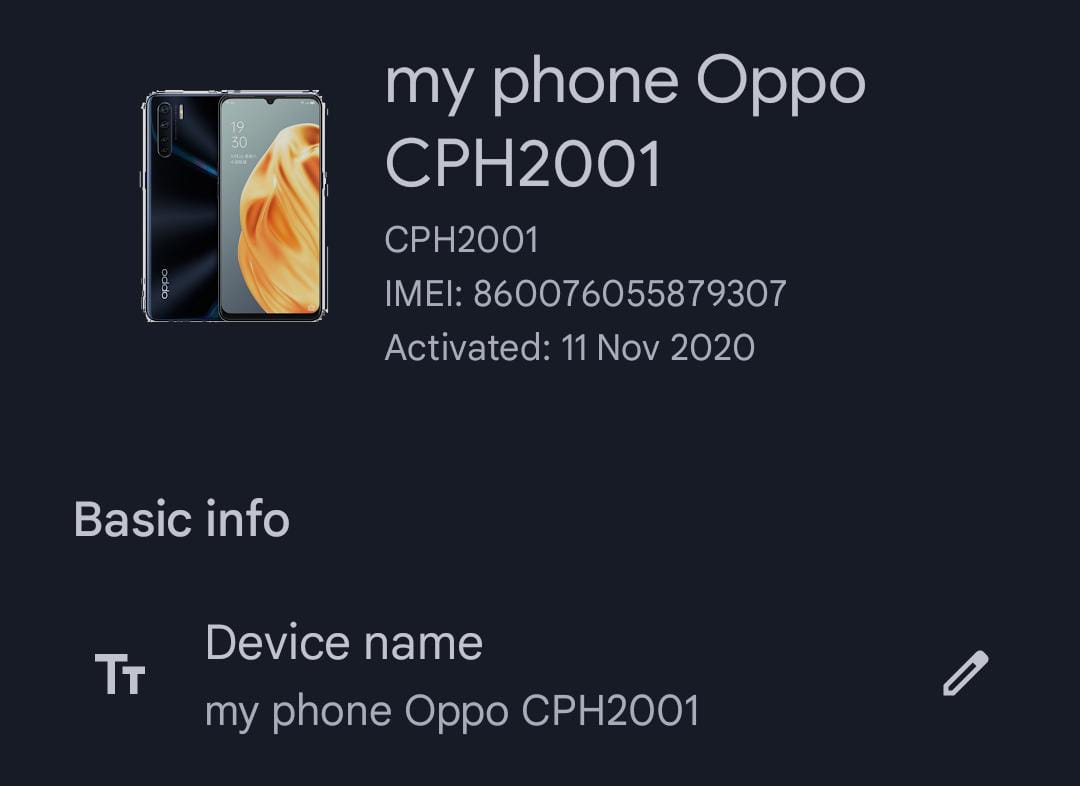 my phone Oppo
CPH2001
CPH2001
IMEI: 860076055879307
Activated: 11 Nov 2020
19
30
oppo
Basic info
Device name
my phone Oppo CPH2001